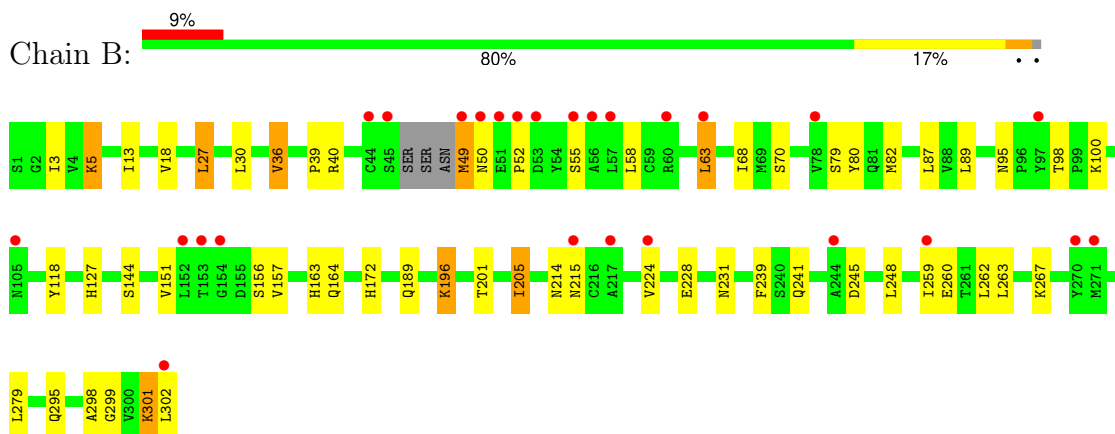 9%
Chain B:
80% 17% • •
S1 G2 I3 V4 K5 I13 V18 L27 L30 V36 P39 R40 C44 S45 SER SER ASN M49 N50 E51 P52 D53 Y54 S55 A56 L57 L58 C59 R60 L63 I68 M69 S70 V78 S79 Y80 Q81 M82 L87 V88 L89 N95 P96 Y97 T98 P99 K100
N105 Y118 H127 S144 V151 L152 T153 G154 D155 S156 V157 H163 Q164 H172 Q189 K196 T201 I205 N214 N215 C216 A217 V224 E228 N231 F239 S240 Q241 A244 D245 L248 I259 E260 T261 L262 L263 K267 Y270 M271
L279 Q295 A298 G299 V300 K301 L302